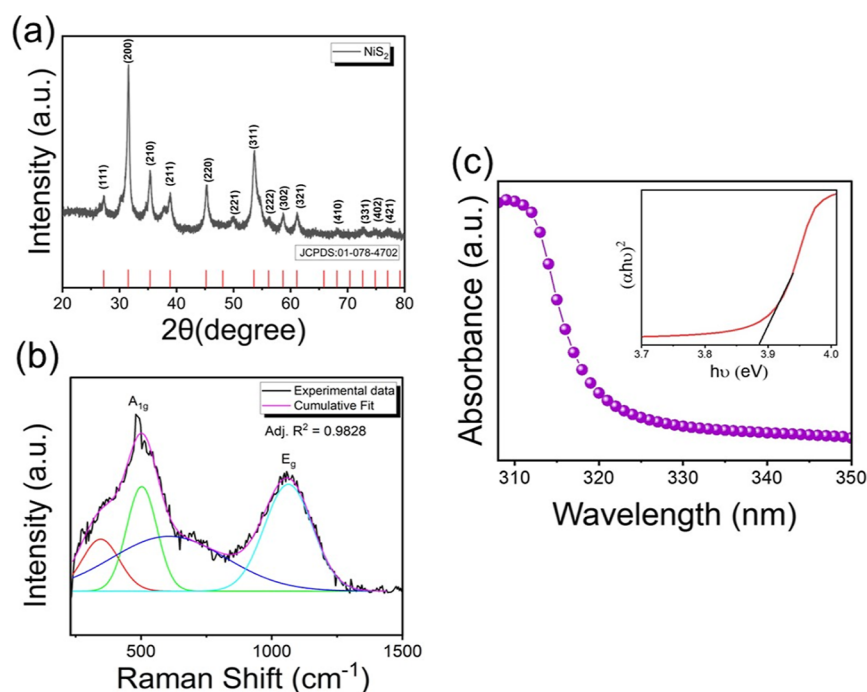 (a)
Intensity (a.u.)
NiS₂
(111)
(200)
(210)
(211)
(220)
(221)
(311)
(222)
(302)
(321)
(410)
(331)
(402)
(421)
JCPDS:01-078-4702
20 30 40 50 60 70 80
2θ(degree)
(b)
Intensity (a.u.)
A₁g
Experimental data
Cumulative Fit
Adj. R² = 0.9828
Eg
500 1000 1500
Raman Shift (cm⁻¹)
(c)
Absorbance (a.u.)
(αhυ)²
3.7 3.8 3.9 4.0
hυ (eV)
310 320 330 340 350
Wavelength (nm)